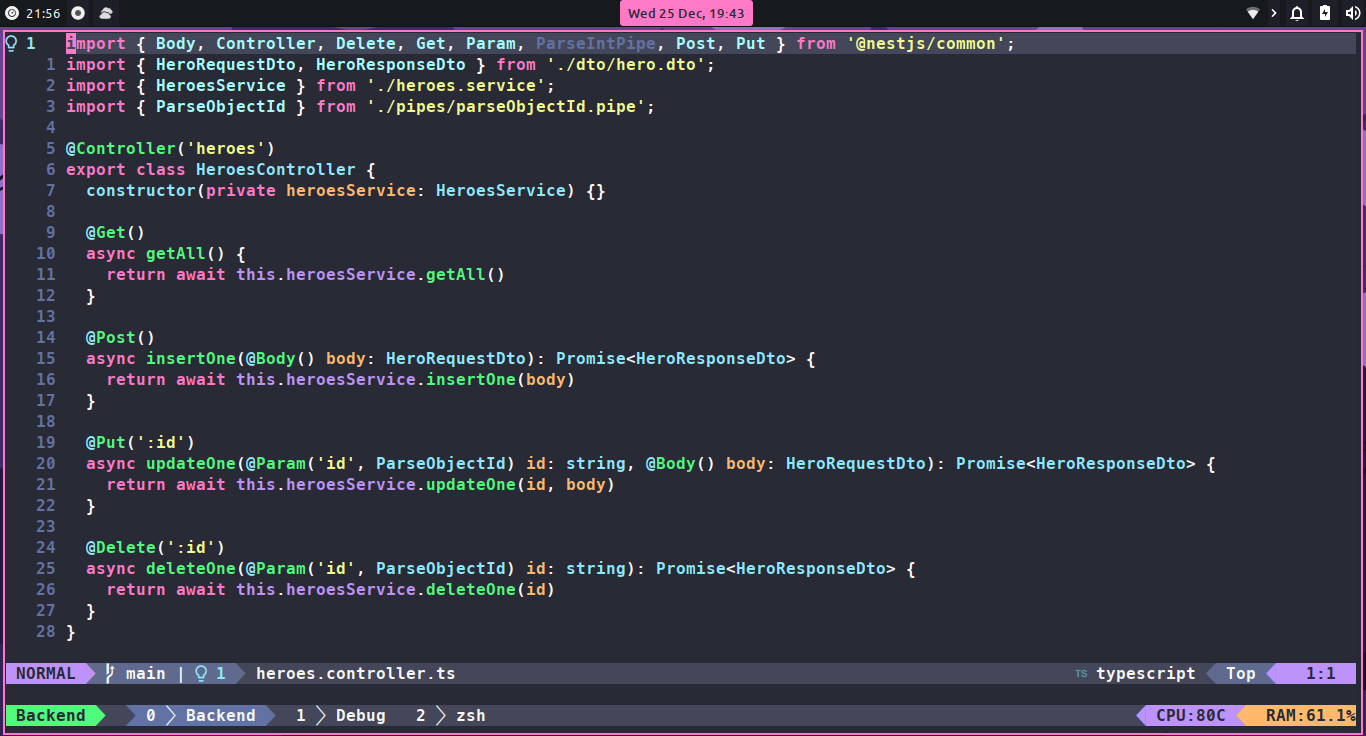 21:56
Wed 25 Dec, 19:43
1 import { Body, Controller, Delete, Get, Param, ParseIntPipe, Post, Put } from '@nestjs/common';
1 import { HeroRequestDto, HeroResponseDto } from './dto/hero.dto';
2 import { HeroesService } from './heroes.service';
3 import { ParseObjectId } from './pipes/parseObjectId.pipe';
4
5 @Controller('heroes')
6 export class HeroesController {
7   constructor(private heroesService: HeroesService) {}
8
9   @Get()
10   async getAll() {
11     return await this.heroesService.getAll()
12   }
13
14   @Post()
15   async insertOne(@Body() body: HeroRequestDto): Promise<HeroResponseDto> {
16     return await this.heroesService.insertOne(body)
17   }
18
19   @Put(':id')
20   async updateOne(@Param('id', ParseObjectId) id: string, @Body() body: HeroRequestDto): Promise<HeroResponseDto> {
21     return await this.heroesService.updateOne(id, body)
22   }
23
24   @Delete(':id')
25   async deleteOne(@Param('id', ParseObjectId) id: string): Promise<HeroResponseDto> {
26     return await this.heroesService.deleteOne(id)
27   }
28 }
NORMAL main | 1 heroes.controller.ts TS typescript Top 1:1
Backend 0 Backend 1 Debug 2 zsh CPU:80C RAM:61.1%